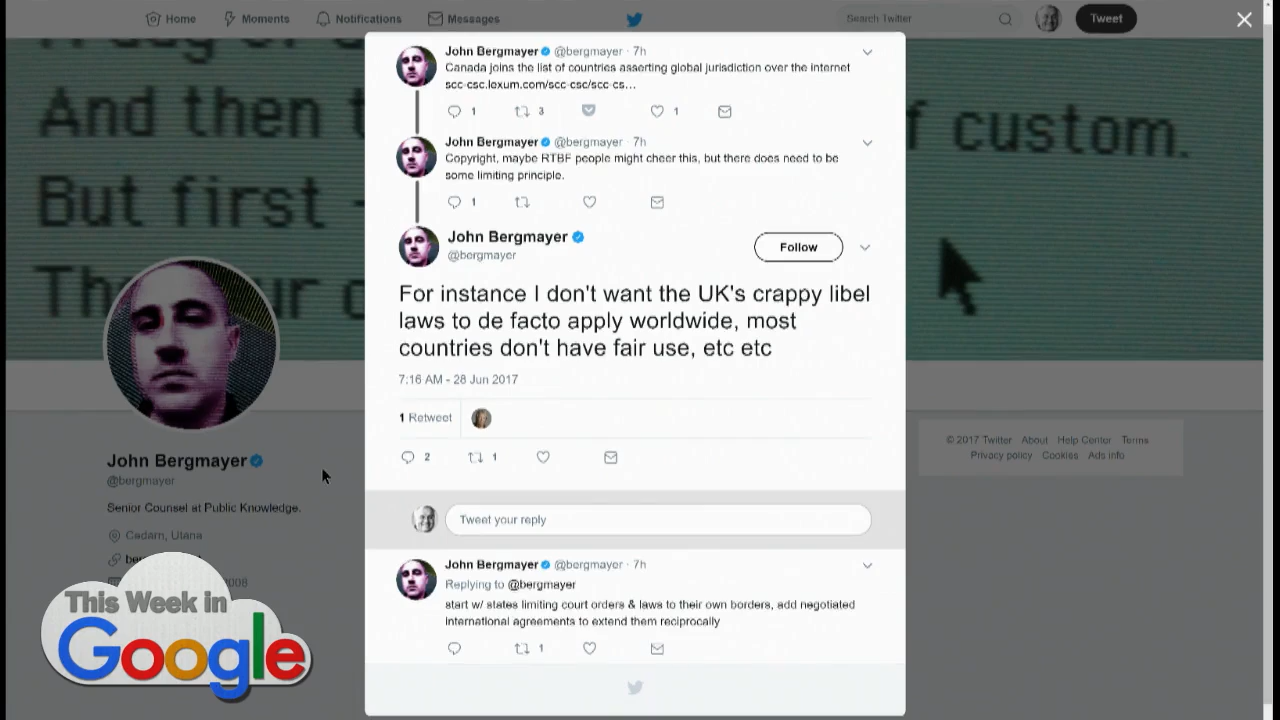 Home Moments Notifications Messages Search Twitter Tweet
And then t
f custom.
But first -
John Bergmayer @bergmayer · 7h
Canada joins the list of countries asserting global jurisdiction over the internet
scc-csc.lexum.com/scc-csc/scc-cs…
1 3 1
John Bergmayer @bergmayer · 7h
Copyright, maybe RTBF people might cheer this, but there does need to be
some limiting principle.
1
John Bergmayer
@bergmayer
Follow
For instance I don't want the UK's crappy libel
laws to de facto apply worldwide, most
countries don't have fair use, etc etc
7:16 AM - 28 Jun 2017
1 Retweet
2 1
Tweet your reply
John Bergmayer @bergmayer · 7h
Replying to @bergmayer
start w/ states limiting court orders & laws to their own borders, add negotiated
international agreements to extend them reciprocally
1
John Bergmayer
@bergmayer
Senior Counsel at Public Knowledge.
© 2017 Twitter About Help Center Terms
Privacy policy Cookies Ads info
This Week in
Google